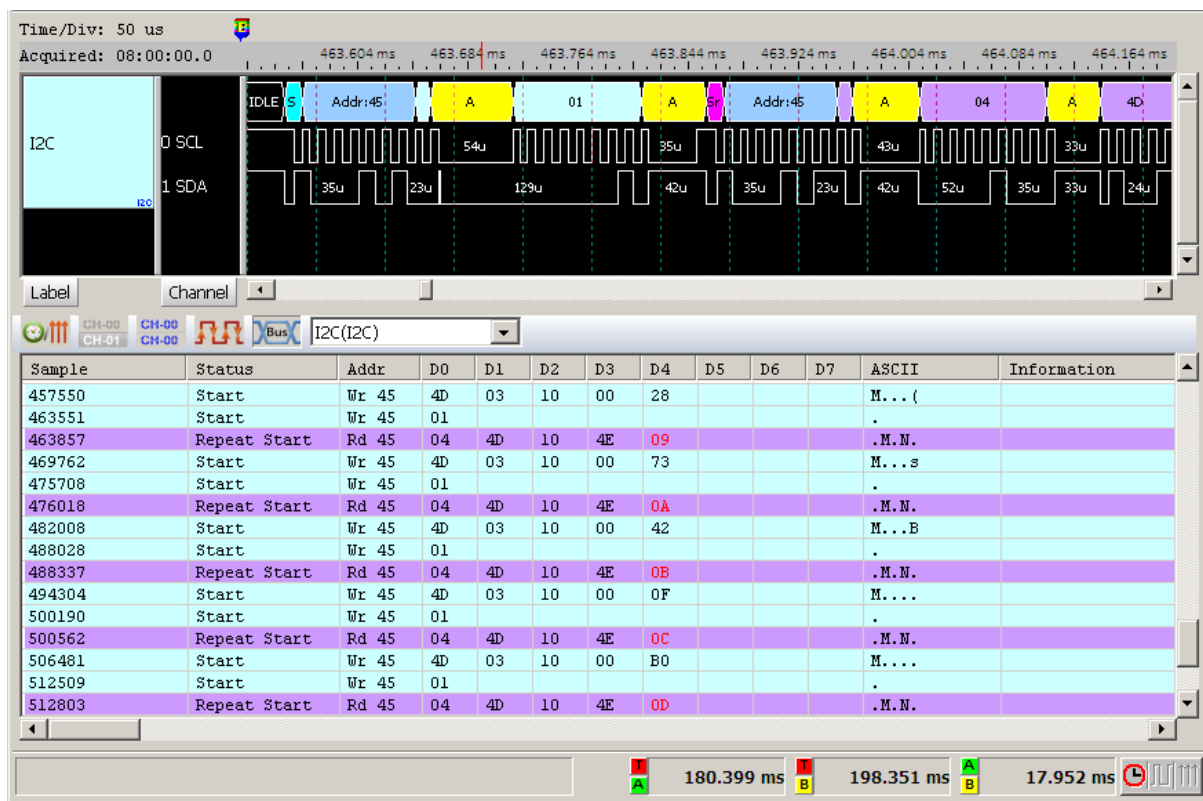 Time/Div: 50 us
Acquired: 08:00:00.0 463.604 ms 463.684 ms 463.764 ms 463.844 ms 463.924 ms 464.004 ms 464.084 ms 464.164 ms
IDLE S Addr:45 A 01 A Sr Addr:45 A 04 A 4D
I2C 0 SCL 54u 35u 43u 33u
1 SDA 35u 23u 129u 42u 35u 23u 42u 52u 35u 33u 24u
I2C
Label Channel
CH-00 CH-00
CH-01 CH-00
Bus I2C(I2C)
Sample Status Addr D0 D1 D2 D3 D4 D5 D6 D7 ASCII Information
457550 Start Wr 45 4D 03 10 00 28 M...(
463551 Start Wr 45 01 .
463857 Repeat Start Rd 45 04 4D 10 4E 09 .M.N.
469762 Start Wr 45 4D 03 10 00 73 M...s
475708 Start Wr 45 01 .
476018 Repeat Start Rd 45 04 4D 10 4E 0A .M.N.
482008 Start Wr 45 4D 03 10 00 42 M...B
488028 Start Wr 45 01 .
488337 Repeat Start Rd 45 04 4D 10 4E 0B .M.N.
494304 Start Wr 45 4D 03 10 00 0F M....
500190 Start Wr 45 01 .
500562 Repeat Start Rd 45 04 4D 10 4E 0C .M.N.
506481 Start Wr 45 4D 03 10 00 B0 M....
512509 Start Wr 45 01 .
512803 Repeat Start Rd 45 04 4D 10 4E 0D .M.N.
T A 180.399 ms T B 198.351 ms A B 17.952 ms